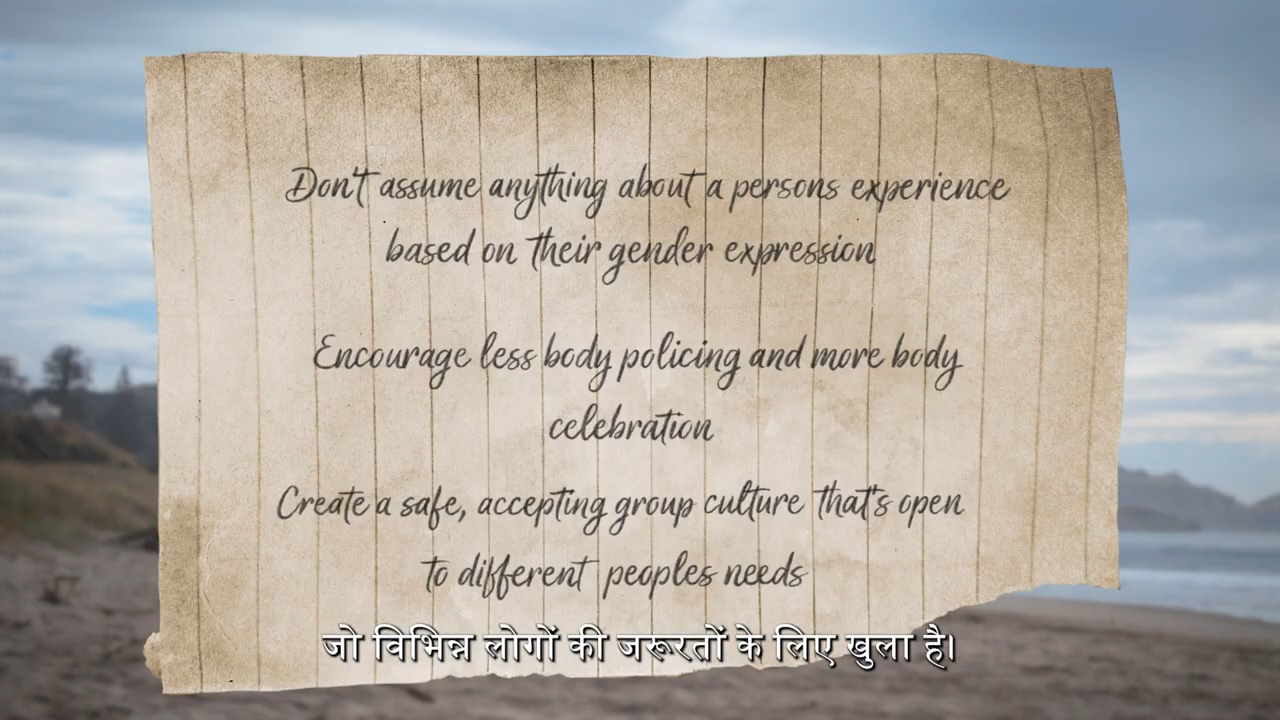 Don't assume anything about a persons experience
based on their gender expression
Encourage less body policing and more body
celebration
Create a safe, accepting group culture that's open
to different peoples needs
जो विभिन्न लोगों की जरूरतों के लिए खुला है।